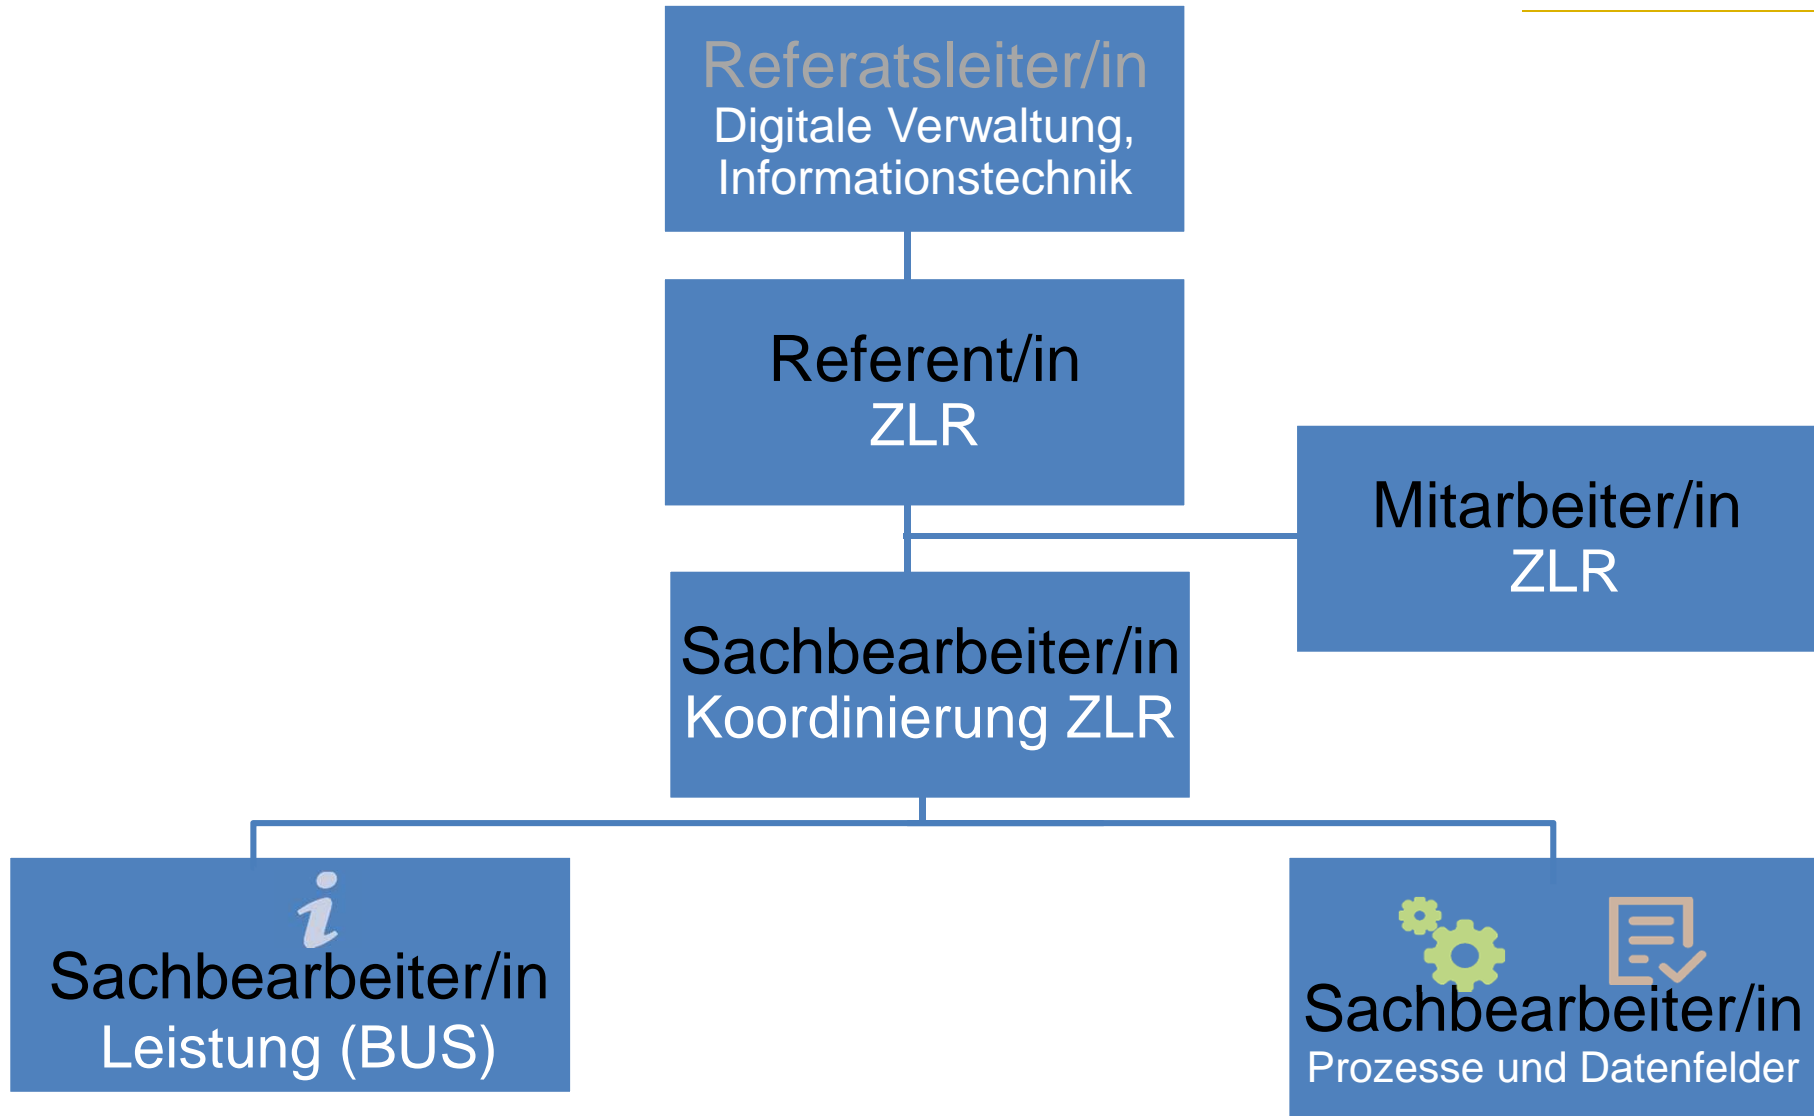 Referatsleiter/in
Digitale Verwaltung,
Informationstechnik
Referent/in
ZLR
Mitarbeiter/in
ZLR
Sachbearbeiter/in
Koordinierung ZLR
Sachbearbeiter/in
Leistung (BUS)
Sachbearbeiter/in
Prozesse und Datenfelder